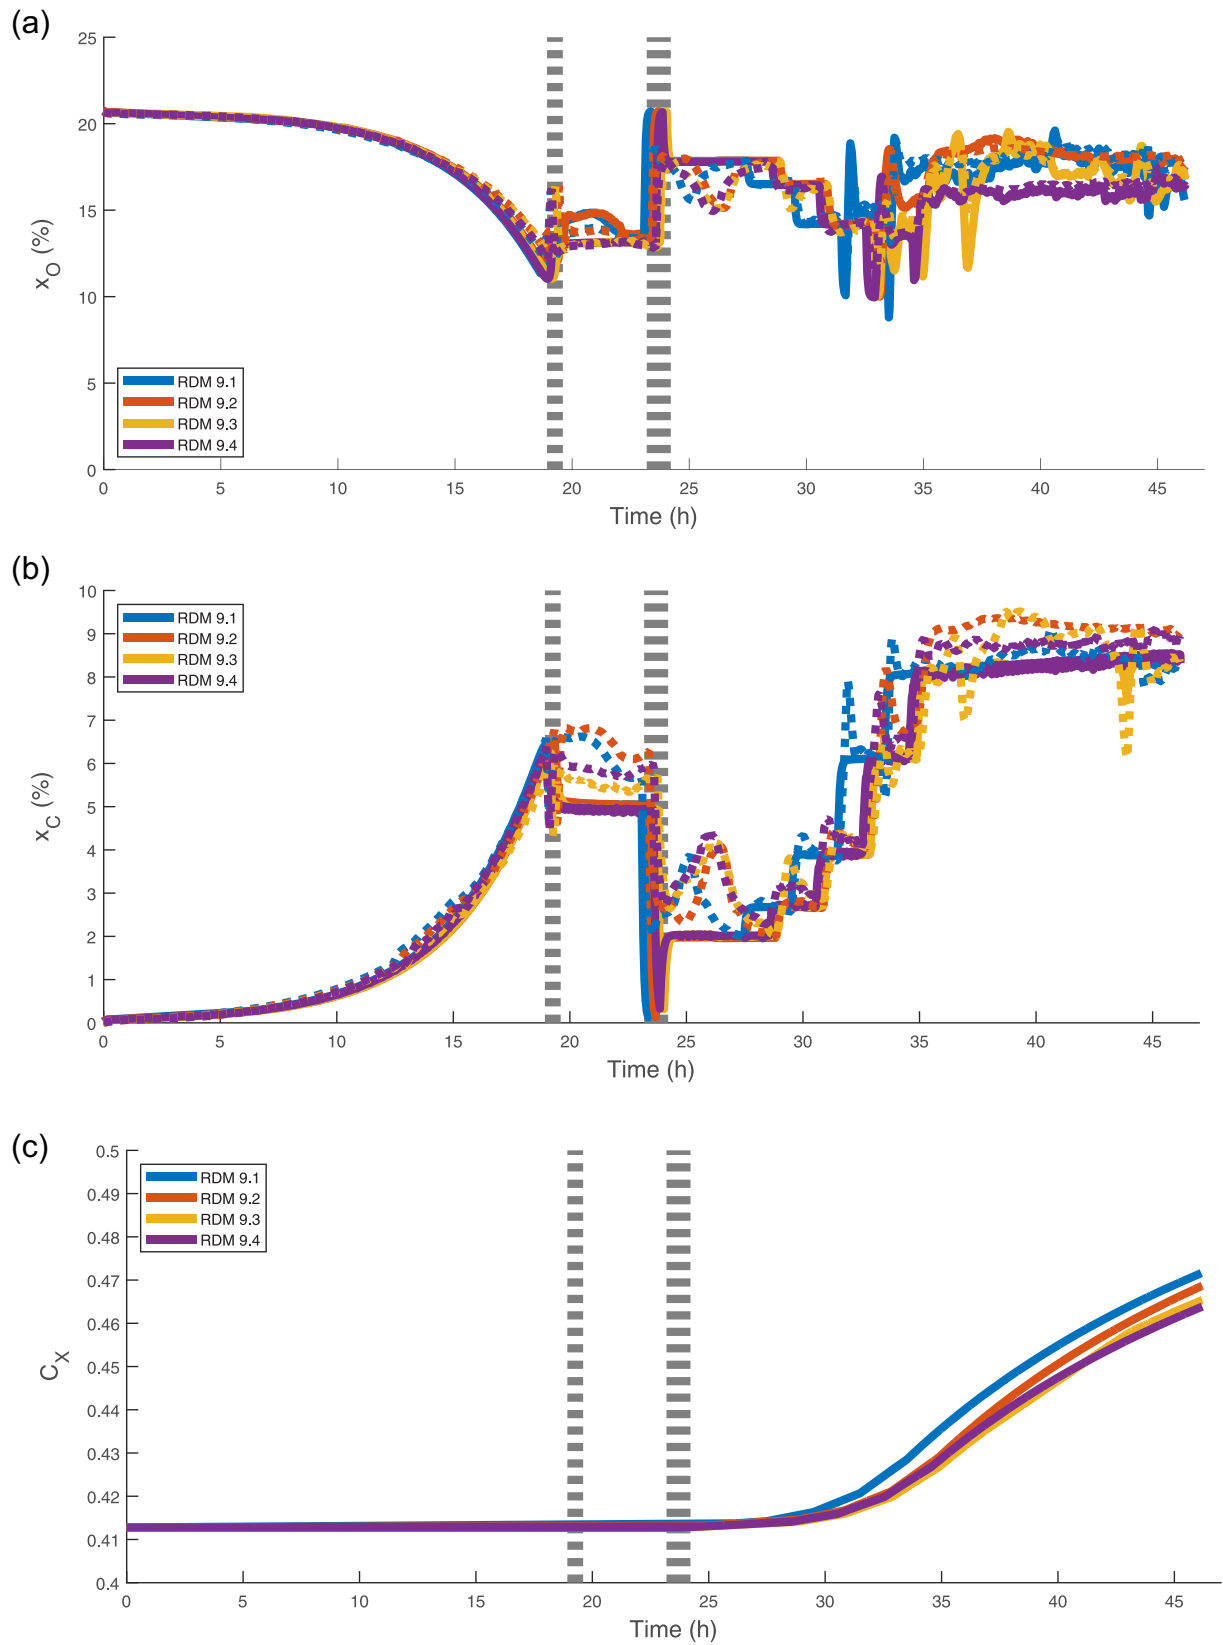 (a)
25
20
15
10
5
0
x_O (%)
RDM 9.1
RDM 9.2
RDM 9.3
RDM 9.4
0 5 10 15 20 25 30 35 40 45
Time (h)
(b)
10
9
8
7
6
5
4
3
2
1
0
x_C (%)
RDM 9.1
RDM 9.2
RDM 9.3
RDM 9.4
0 5 10 15 20 25 30 35 40 45
Time (h)
(c)
0.5
0.49
0.48
0.47
0.46
0.45
0.44
0.43
0.42
0.41
0.4
C_X
RDM 9.1
RDM 9.2
RDM 9.3
RDM 9.4
0 5 10 15 20 25 30 35 40 45
Time (h)